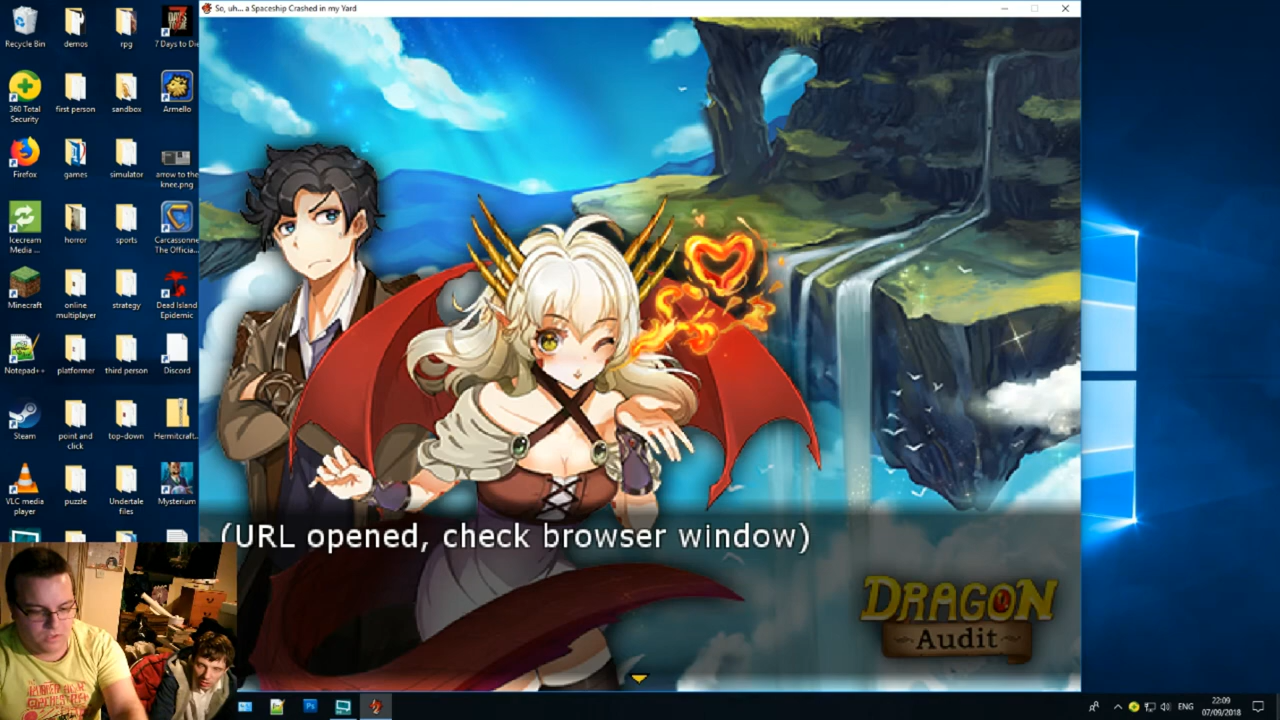 So, uh... a Spaceship Crashed in my Yard
Recycle Bin
demos
rpg
7 Days to Die
360 Total
Security
first person
sandbox
Armello
Firefox
games
simulator
arrow to the
knee.png
Icecream
Media ...
horror
sports
Carcassonne
The Officia...
Minecraft
online
multiplayer
strategy
Dead Island
Epidemic
Notepad++
platformer
third person
Discord
Steam
point and
click
top-down
Hermitcraft...
VLC media
player
puzzle
Undertale
files
Mysterium
(URL opened, check browser window)
DRAGON
Audit
ENG
22:09
07/09/2018